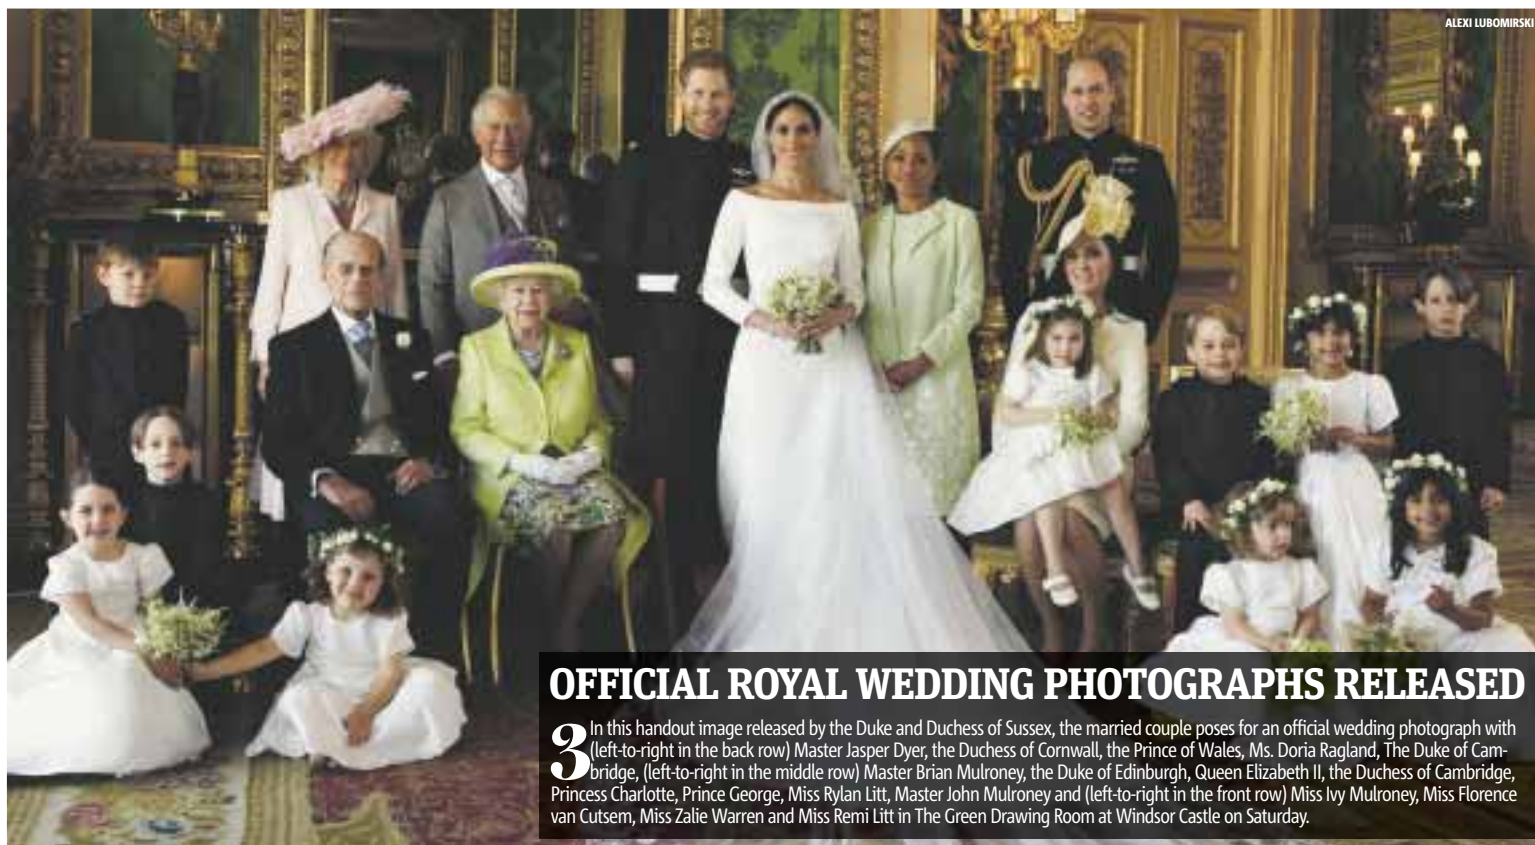 ALEXI LUBOMIRSKI
OFFICIAL ROYAL WEDDING PHOTOGRAPHS RELEASED
3 In this handout image released by the Duke and Duchess of Sussex, the married couple poses for an official wedding photograph with
(left-to-right in the back row) Master Jasper Dyer, the Duchess of Cornwall, the Prince of Wales, Ms. Doria Ragland, The Duke of Cam-
bridge, (left-to-right in the middle row) Master Brian Mulroney, the Duke of Edinburgh, Queen Elizabeth II, the Duchess of Cambridge,
Princess Charlotte, Prince George, Miss Rylan Litt, Master John Mulroney and (left-to-right in the front row) Miss Ivy Mulroney, Miss Florence
van Cutsem, Miss Zalie Warren and Miss Remi Litt in The Green Drawing Room at Windsor Castle on Saturday.